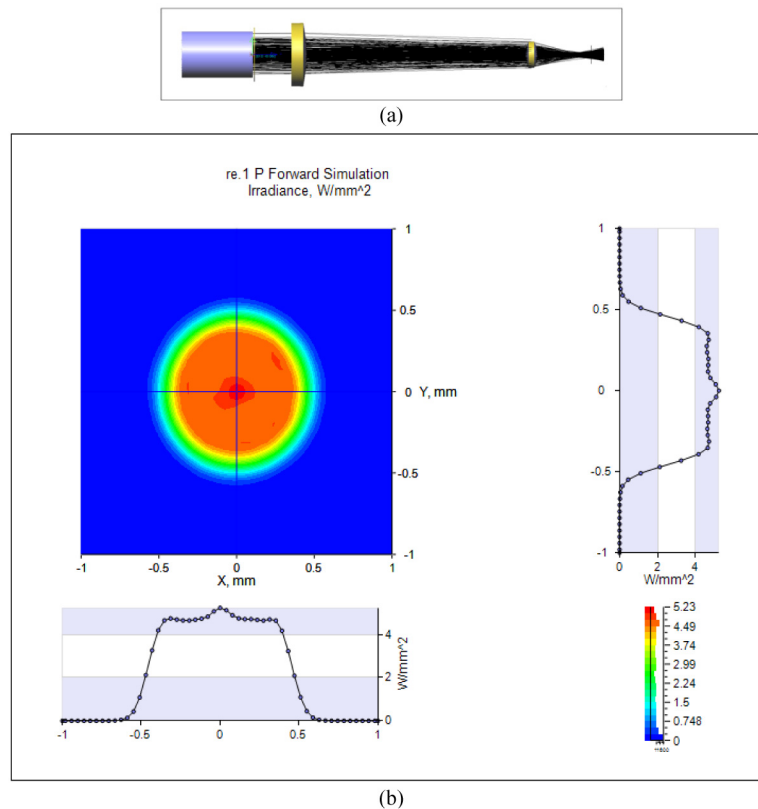 (a)
re.1 P Forward Simulation
Irradiance, W/mm^2
1
0.5
0 Y, mm
-0.5
-1
-1 -0.5 0 0.5 1
X, mm
1
0.5
0
-0.5
-1
0 2 4
W/mm^2
4
2
0
W/mm^2
-1 -0.5 0 0.5 1
5.23
4.49
3.74
2.99
2.24
1.5
0.748
0
(b)